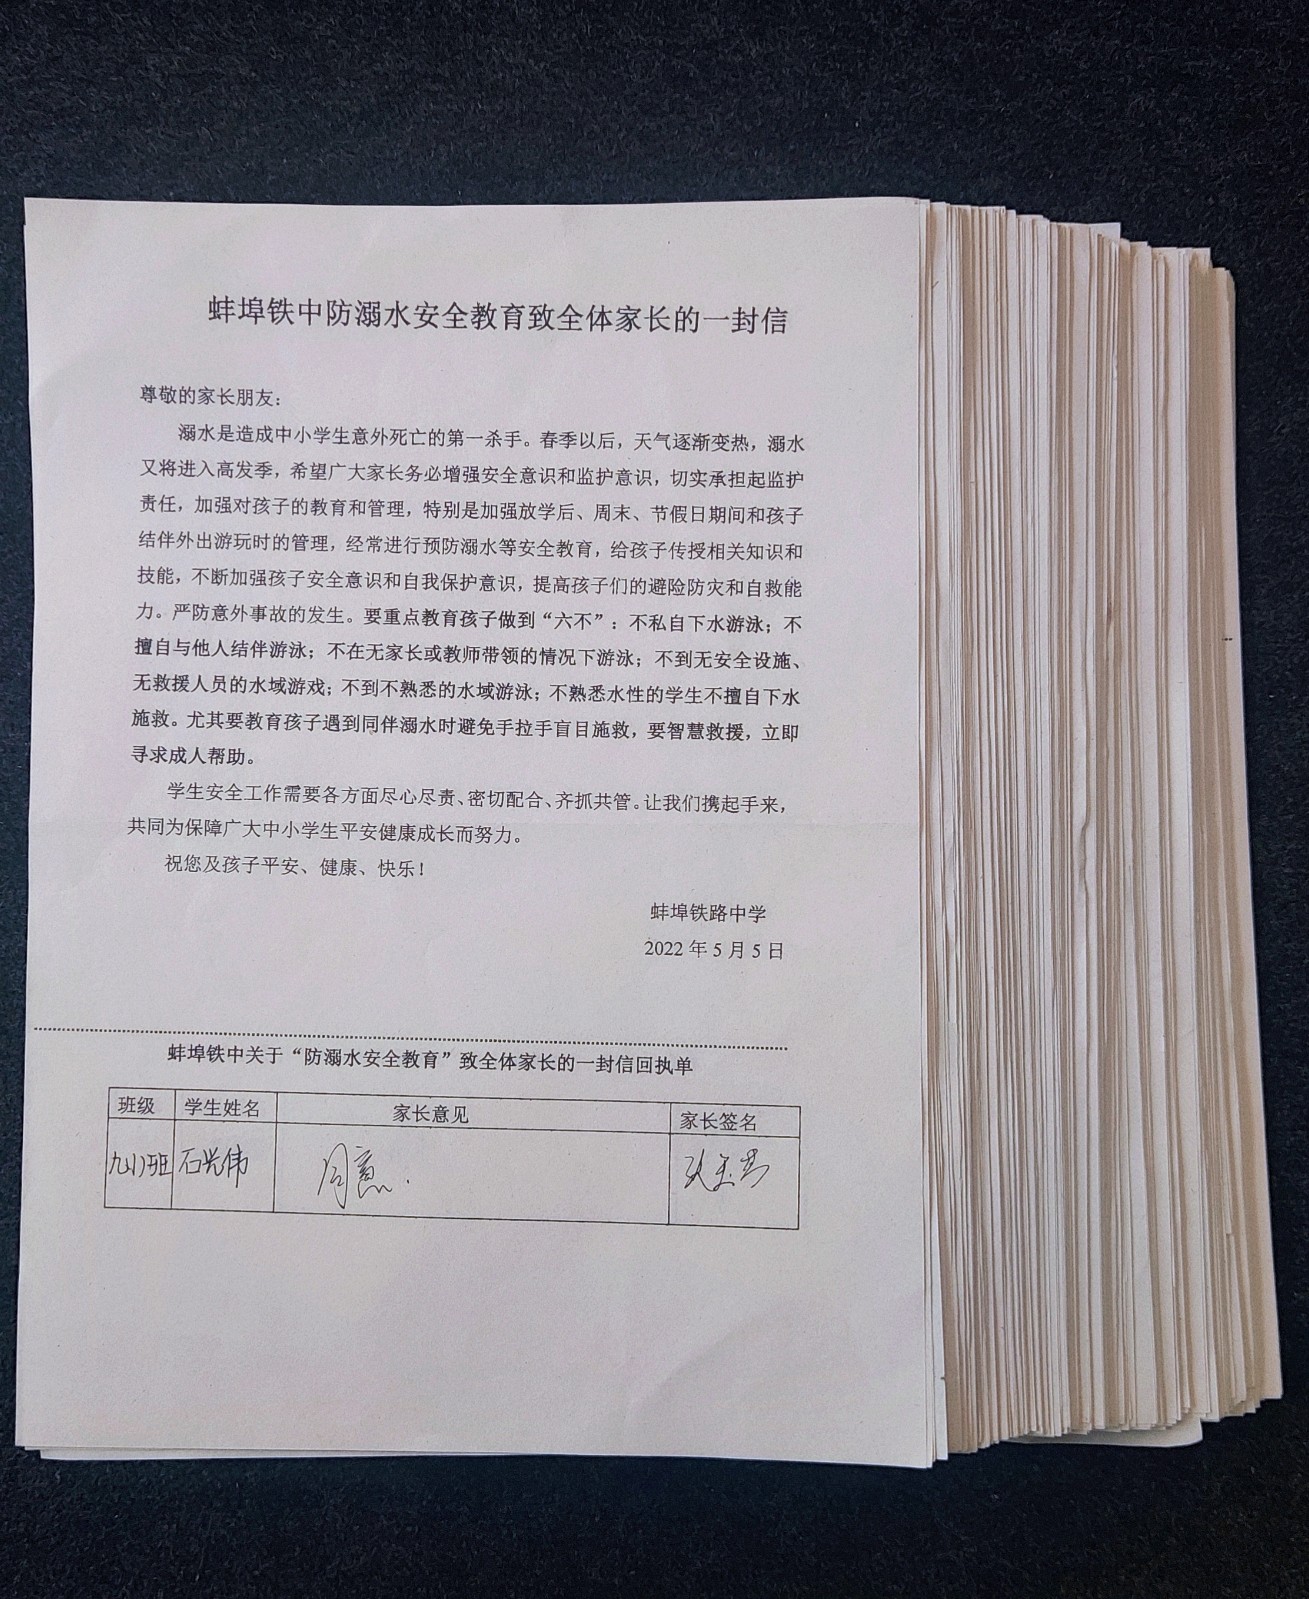 蚌埠铁中防溺水安全教育致全体家长的一封信
尊敬的家长朋友：
溺水是造成中小学生意外死亡的第一杀手。春季以后，天气逐渐变热，溺水
又将进入高发季，希望广大家长务必增强安全意识和监护意识，切实承担起监护
责任，加强对孩子的教育和管理，特别是加强放学后、周末、节假日期间和孩子
结伴外出游玩时的管理，经常进行预防溺水等安全教育，给孩子传授相关知识和
技能，不断加强孩子安全意识和自我保护意识，提高孩子们的避险防灾和自救能
力。严防意外事故的发生。要重点教育孩子做到“六不”：不私自下水游泳；不
擅自与他人结伴游泳；不在无家长或教师带领的情况下游泳；不到无安全设施、
无救援人员的水域游戏；不到不熟悉的水域游泳；不熟悉水性的学生不擅自下水
施救。尤其要教育孩子遇到同伴溺水时避免手拉手盲目施救，要智慧救援，立即
寻求成人帮助。
学生安全工作需要各方面尽心尽责、密切配合、齐抓共管。让我们携起手来，
共同为保障广大中小学生平安健康成长而努力。
祝您及孩子平安、健康、快乐！
蚌埠铁路中学
2022 年 5 月 5 日
蚌埠铁中关于“防溺水安全教育”致全体家长的一封信回执单
班级 学生姓名 家长意见 家长签名
九(1)班 石兴伟 同意.